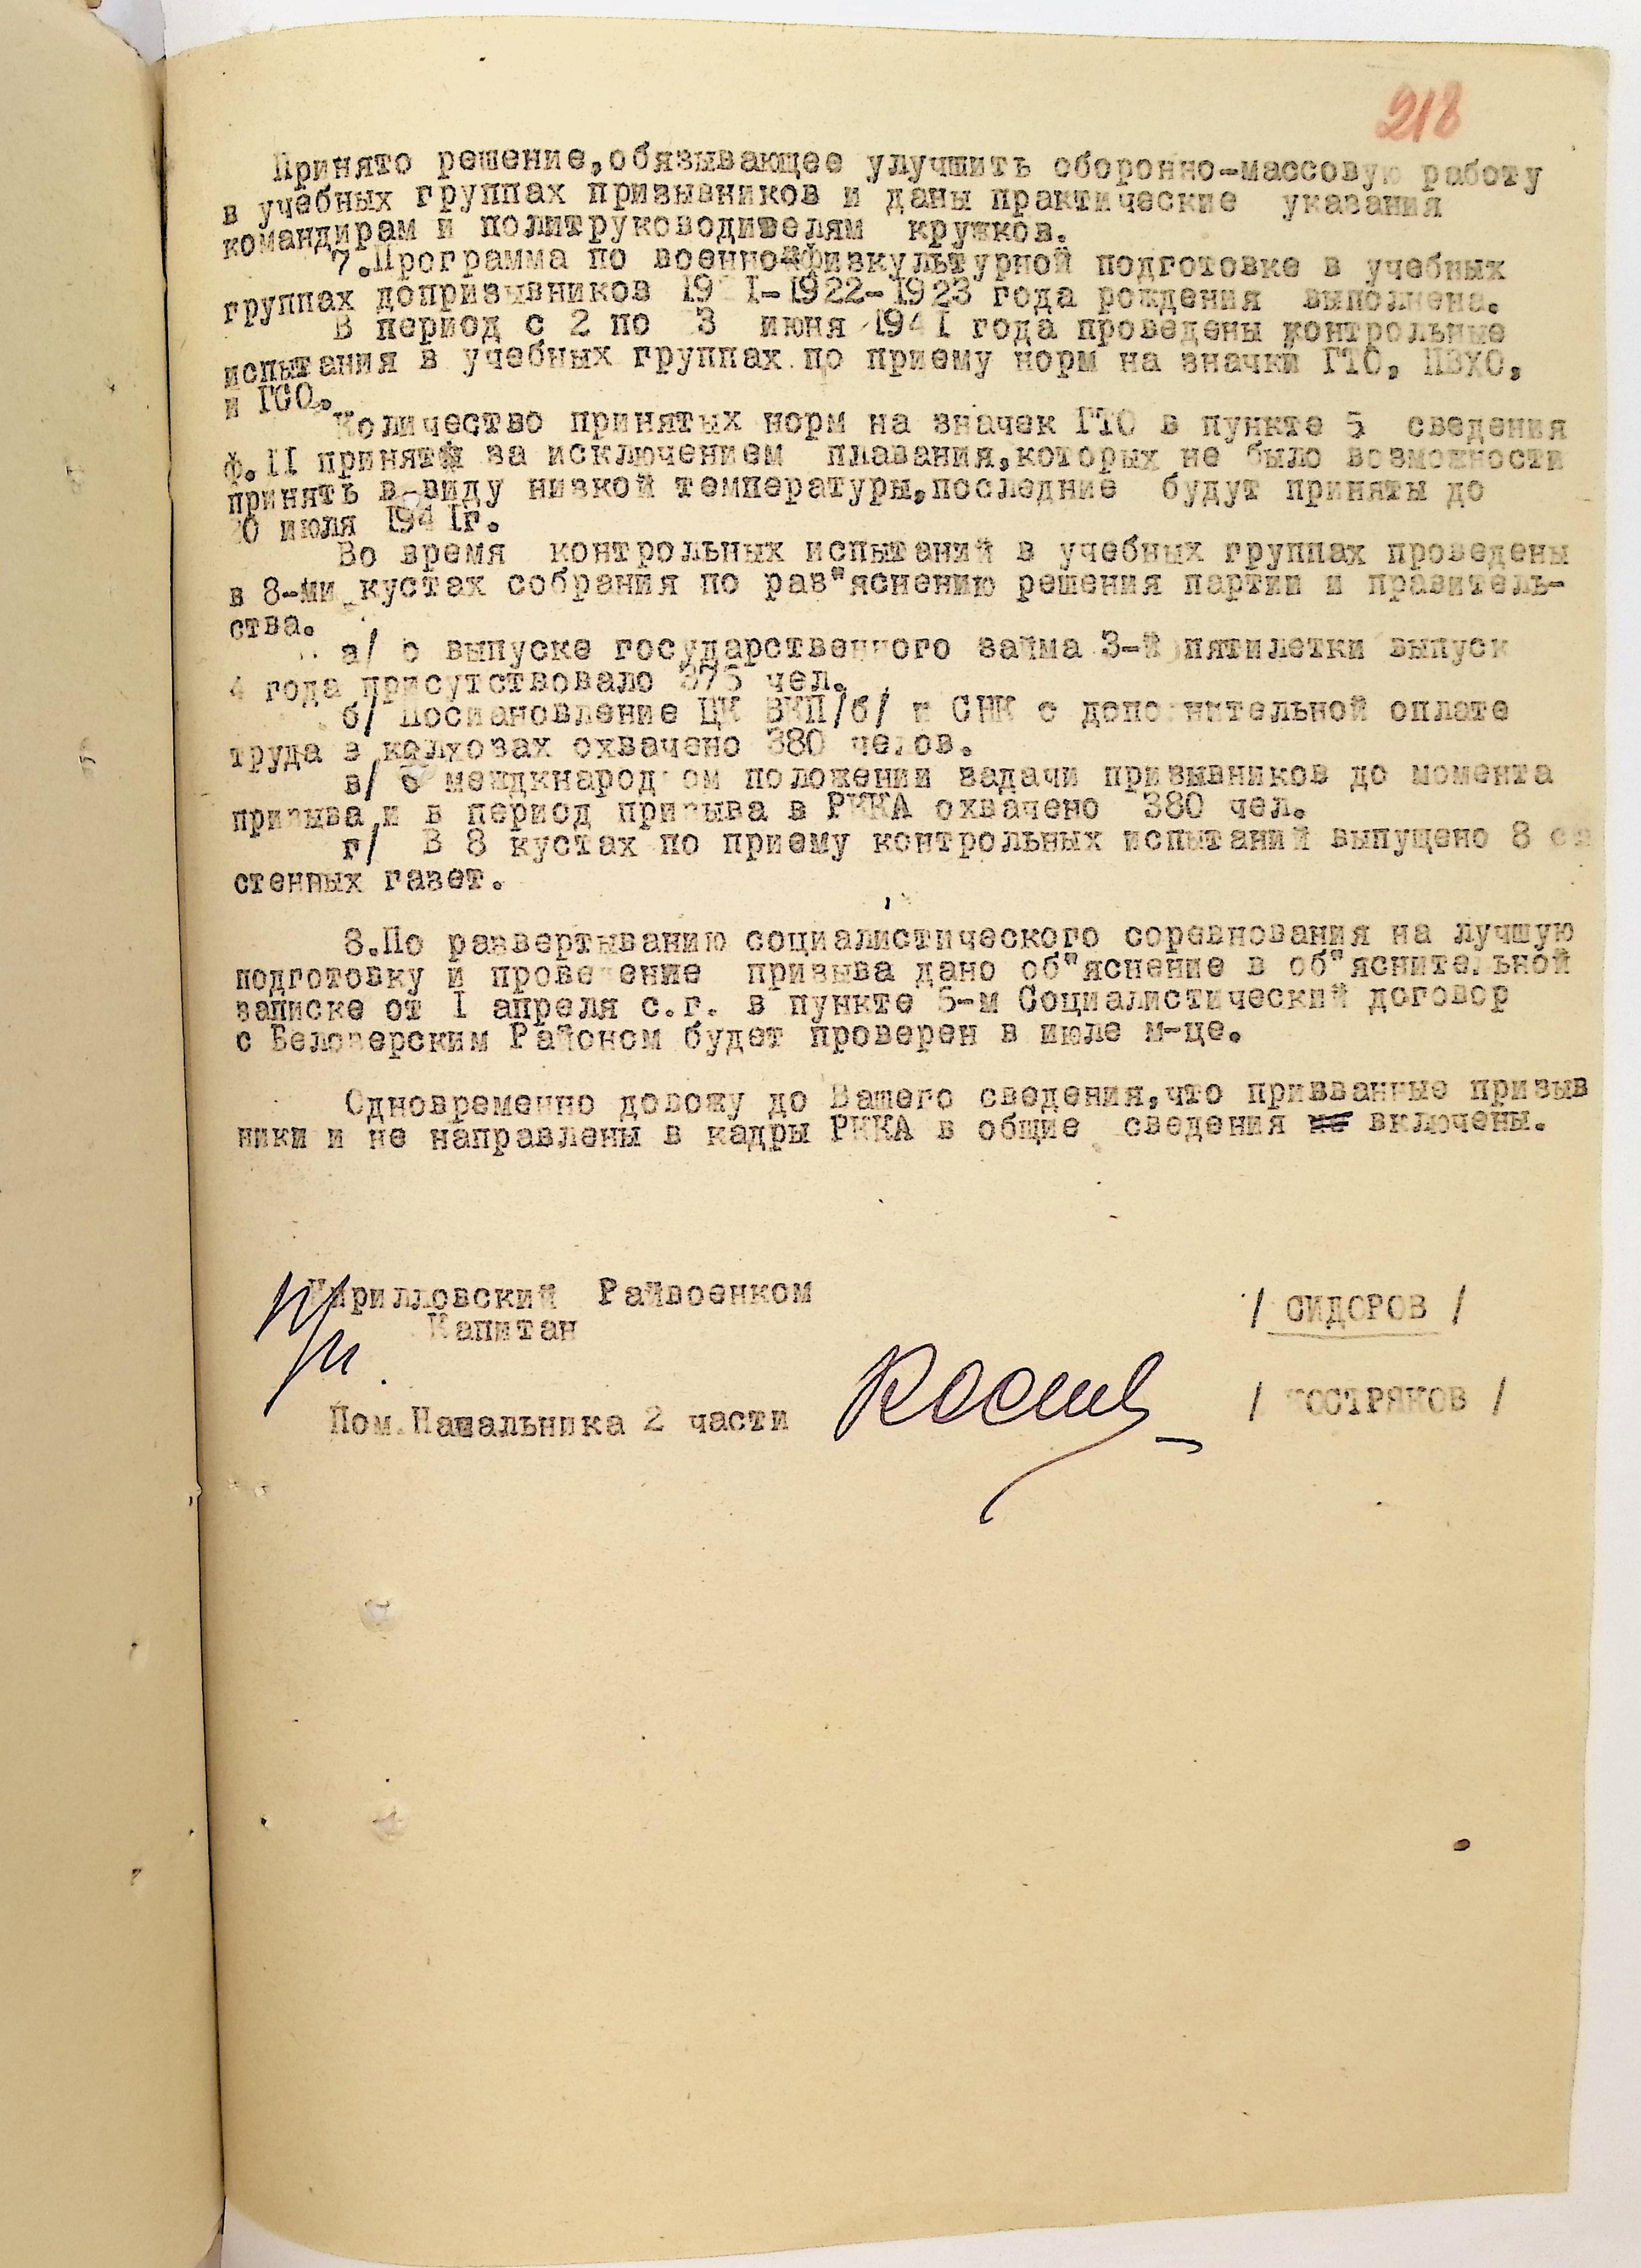 218
Принято решение,обязывающее улучшить оборонно-массовую работу
в учебных группах призывников и даны практические указания
командирам и политруководителям кружков.
7.Программа по военно-физкультурной подготовке в учебных
группах допризывников 1921-1922-1923 года рождения выполнена.
В период с 2 по июня 1941 года проведены контрольные
испытания в учебных группах по приему норм на значки ГТО, ПВХО,
и ГСО.
Количество принятых норм на значек ГТО в пункте 5 сведения
ф.II за исключением плавания,которых не было возможности
принять в-виду низкой температуры,последние будут приняты до
июля 1941г.
Во время контрольных испытаний в учебных группах проведены
в 8-ми кустах собрания по раз"яснению решения партии и правитель-
ства.
а/ о выпуске государственного займа 3-й пятилетки выпуск
4 года присутствовало 375 чел.
б/ Постановление ЦК ВКП/б/ и СНК о дополнительной оплате
труда в колхозах охвачено 380 челов.
в/ о междкнародном положении задачи призывников до момента
призыва и в период призыва в РККА охвачено 380 чел.
г/ В 8 кустах по приему контрольных испытаний выпущено 8
стенных газет.
8.По развертыванию социалистического соревнования на лучшую
подготовку и проведение призыва дано об"яснение в об"яснительной
записке от I апреля с.г. в пункте 5-м Социалистический договор
с Белозерским Районом будет проверен в июле м-це.
Одновременно довожу до Вашего сведения,что призванные призыв
ники и не направлены в кадры РККА в общие сведения включены.
Кирилловский Райвоенком
Капитан
/ СИДОРОВ /
Пом.Начальника 2 части
/ КОСТРЯКОВ /